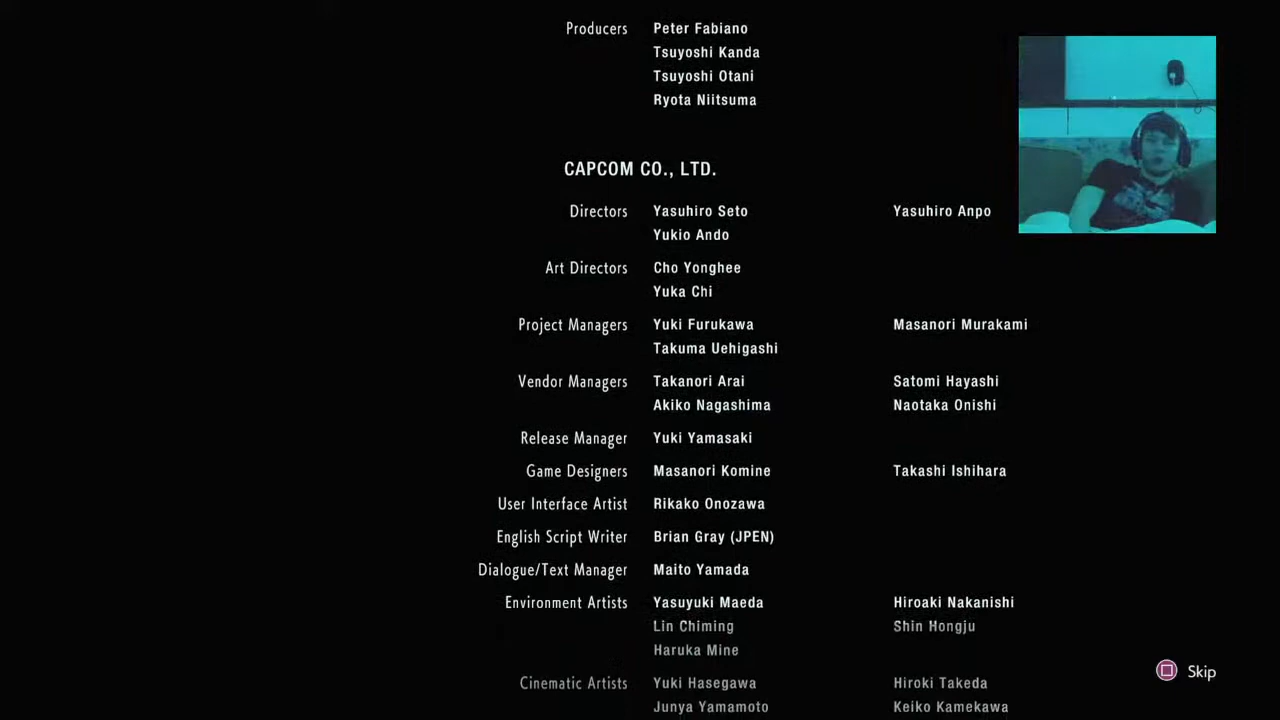 Producers Peter Fabiano
Tsuyoshi Kanda
Tsuyoshi Otani
Ryota Niitsuma
CAPCOM CO., LTD.
Directors Yasuhiro Seto Yasuhiro Anpo
Yukio Ando
Art Directors Cho Yonghee
Yuka Chi
Project Managers Yuki Furukawa Masanori Murakami
Takuma Uehigashi
Vendor Managers Takanori Arai Satomi Hayashi
Akiko Nagashima Naotaka Onishi
Release Manager Yuki Yamasaki
Game Designers Masanori Komine Takashi Ishihara
User Interface Artist Rikako Onozawa
English Script Writer Brian Gray (JPEN)
Dialogue/Text Manager Maito Yamada
Environment Artists Yasuyuki Maeda Hiroaki Nakanishi
Lin Chiming Shin Hongju
Haruka Mine
Skip
Cinematic Artists Yuki Hasegawa Hiroki Takeda
Junya Yamamoto Keiko Kamekawa